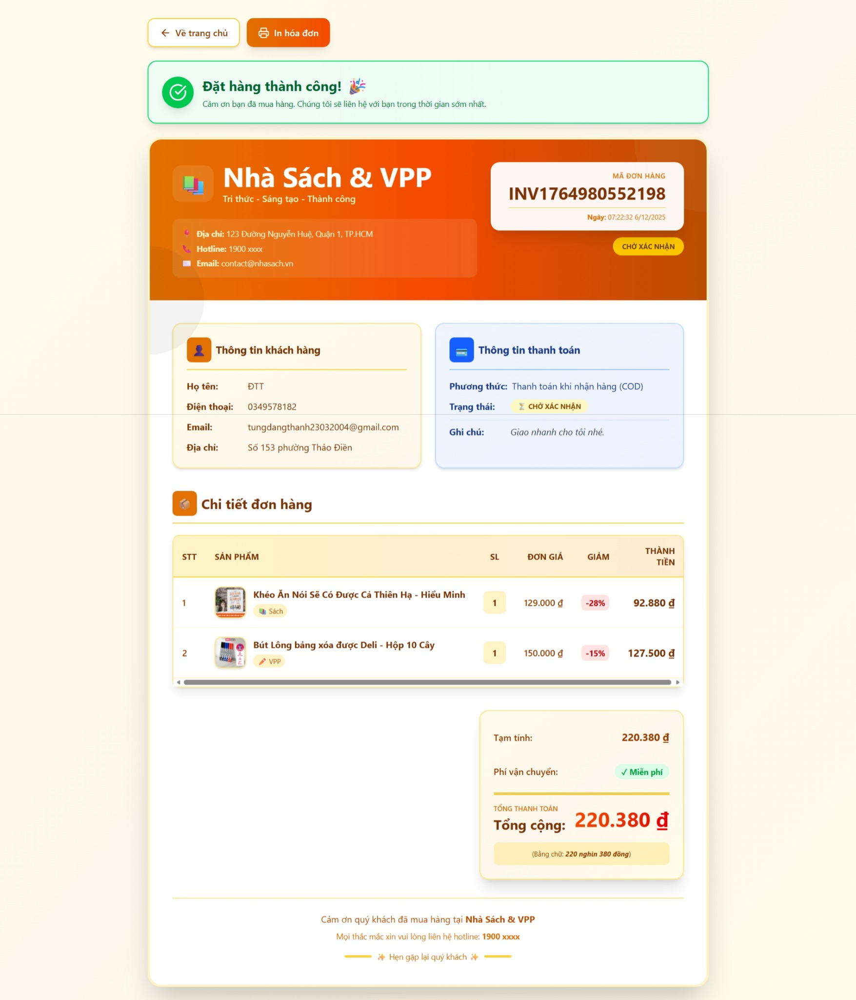 Về trang chủ
In hóa đơn
Đặt hàng thành công! 🎉
Cảm ơn bạn đã mua hàng. Chúng tôi sẽ liên hệ với bạn trong thời gian sớm nhất.
Nhà Sách & VPP
Tri thức - Sáng tạo - Thành công
Địa chỉ: 123 Đường Nguyễn Huệ, Quận 1, TP.HCM
Hotline: 1900 xxxx
Email: contact@nhasach.vn
MÃ ĐƠN HÀNG
INV1764980552198
Ngày: 07:22:32 6/12/2025
CHỜ XÁC NHẬN
Thông tin khách hàng
Họ tên: ĐTT
Điện thoại: 0349578182
Email: tungdangthanh23032004@gmail.com
Địa chỉ: Số 153 phường Thảo Điền
Thông tin thanh toán
Phương thức: Thanh toán khi nhận hàng (COD)
Trạng thái: ⏳ CHỜ XÁC NHẬN
Ghi chú: Giao nhanh cho tôi nhé.
Chi tiết đơn hàng
STT SẢN PHẨM SL ĐƠN GIÁ GIẢM THÀNH TIỀN
1 Khéo Ăn Nói Sẽ Có Được Cả Thiên Hạ - Hiểu Minh 1 129.000 ₫ -28% 92.880 ₫
Sách
2 Bút Lông bảng xóa được Deli - Hộp 10 Cây 1 150.000 ₫ -15% 127.500 ₫
VPP
Tạm tính: 220.380 ₫
Phí vận chuyển: ✓ Miễn phí
TỔNG THANH TOÁN
Tổng cộng: 220.380 ₫
(Bằng chữ: 220 nghìn 380 đồng)
Cảm ơn quý khách đã mua hàng tại Nhà Sách & VPP
Mọi thắc mắc xin vui lòng liên hệ hotline: 1900 xxxx
✨ Hẹn gặp lại quý khách ✨